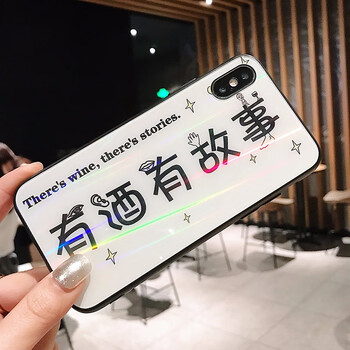 There's wine, there's stories.
有酒有故事